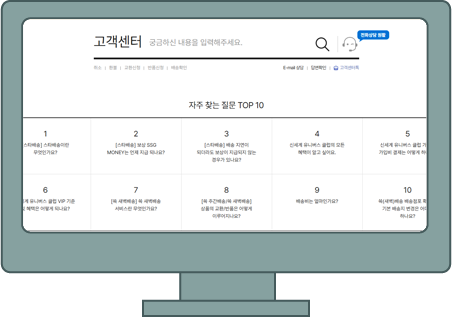 고객센터 궁금하신 내용을 입력해주세요.
전화상담 현황
취소 | 환불 | 교환신청 | 반품신청 | 배송확인
E-mail 상담 | 답변확인 | 고객센터톡
자주 찾는 질문 TOP 10
1
스타배송] 스타배송이란
무엇인가요?
2
[스타배송] 보상 SSG
MONEY는 언제 지급 되나요?
3
[스타배송] 배송 지연이
되더라도 보상이 지급되지 않는
경우가 있나요?
4
신세계 유니버스 클럽의 모든
혜택이 알고 싶어요.
5
신세계 유니버스 클럽
가입비 결제는 어떻게
6
계 유니버스 클럽 VIP 기준
혜택은 어떻게 되나요?
7
[쓱 새벽배송] 쓱 새벽배송
서비스란 무엇인가요?
8
[쓱 주간배송/쓱 새벽배송]
상품의 교환/반품은 어떻게
이루어지나요?
9
배송비는 얼마인가요?
10
쓱(새벽)배송 배송장소
기본 배송지 변경은
하나요?